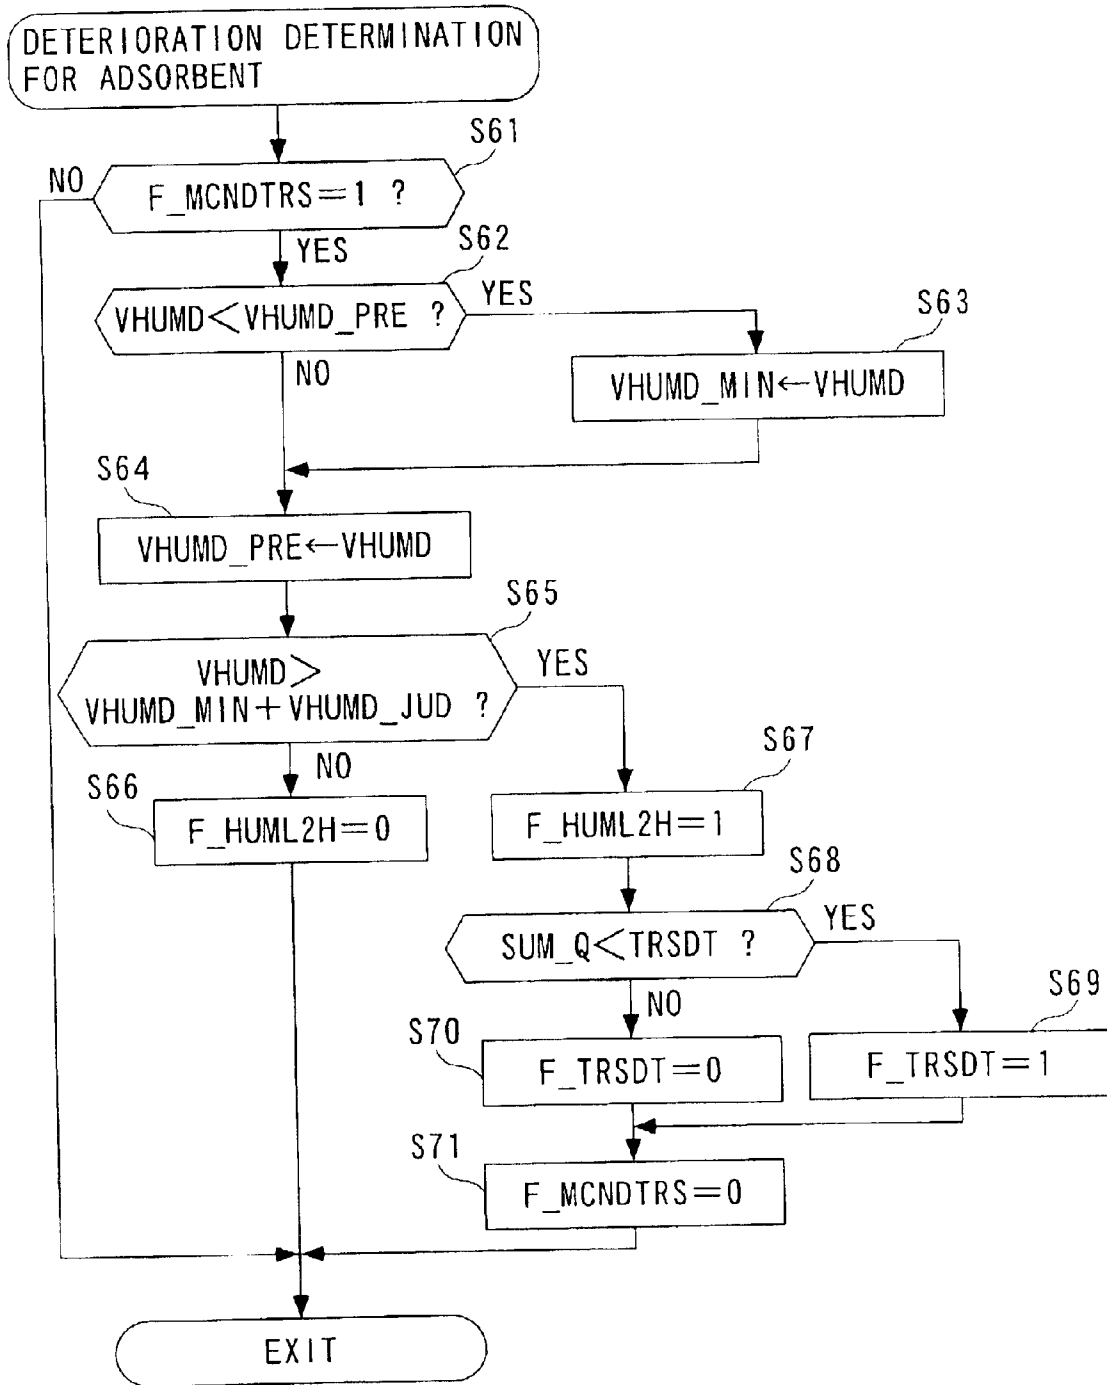 DETERIORATION DETERMINATION
FOR ADSORBENT
S61
NO
F_MCNDTRS=1 ?
YES
S62
VHUMD<VHUMD_PRE ?
YES
S63
NO
VHUMD_MIN←VHUMD
S64
VHUMD_PRE←VHUMD
S65
VHUMD>
VHUMD_MIN+VHUMD_JUD ?
YES
NO
S66
F_HUML2H=0
S67
F_HUML2H=1
S68
SUM_Q<TRSDT ?
YES
NO
S69
S70
F_TRSDT=0
F_TRSDT=1
S71
F_MCNDTRS=0
EXIT